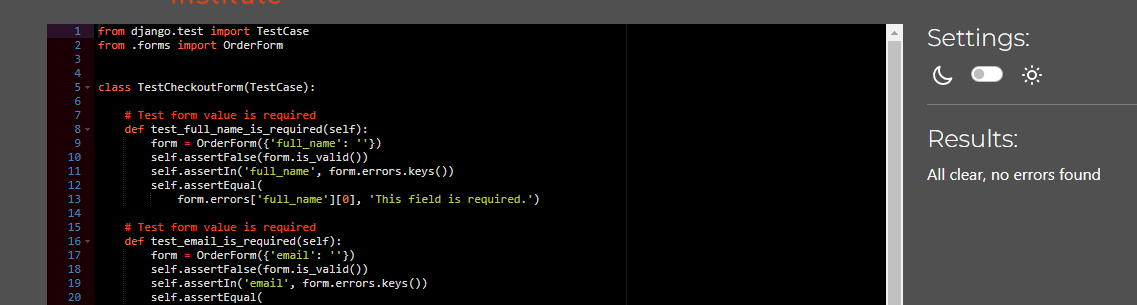 Institute
1 from django.test import TestCase
2 from .forms import OrderForm
3
4
5 class TestCheckoutForm(TestCase):
6
7 # Test form value is required
8 def test_full_name_is_required(self):
9 form = OrderForm({'full_name': ''})
10 self.assertFalse(form.is_valid())
11 self.assertIn('full_name', form.errors.keys())
12 self.assertEqual(
13 form.errors['full_name'][0], 'This field is required.')
14
15 # Test form value is required
16 def test_email_is_required(self):
17 form = OrderForm({'email': ''})
18 self.assertFalse(form.is_valid())
19 self.assertIn('email', form.errors.keys())
20 self.assertEqual(
Settings:
Results:
All clear, no errors found